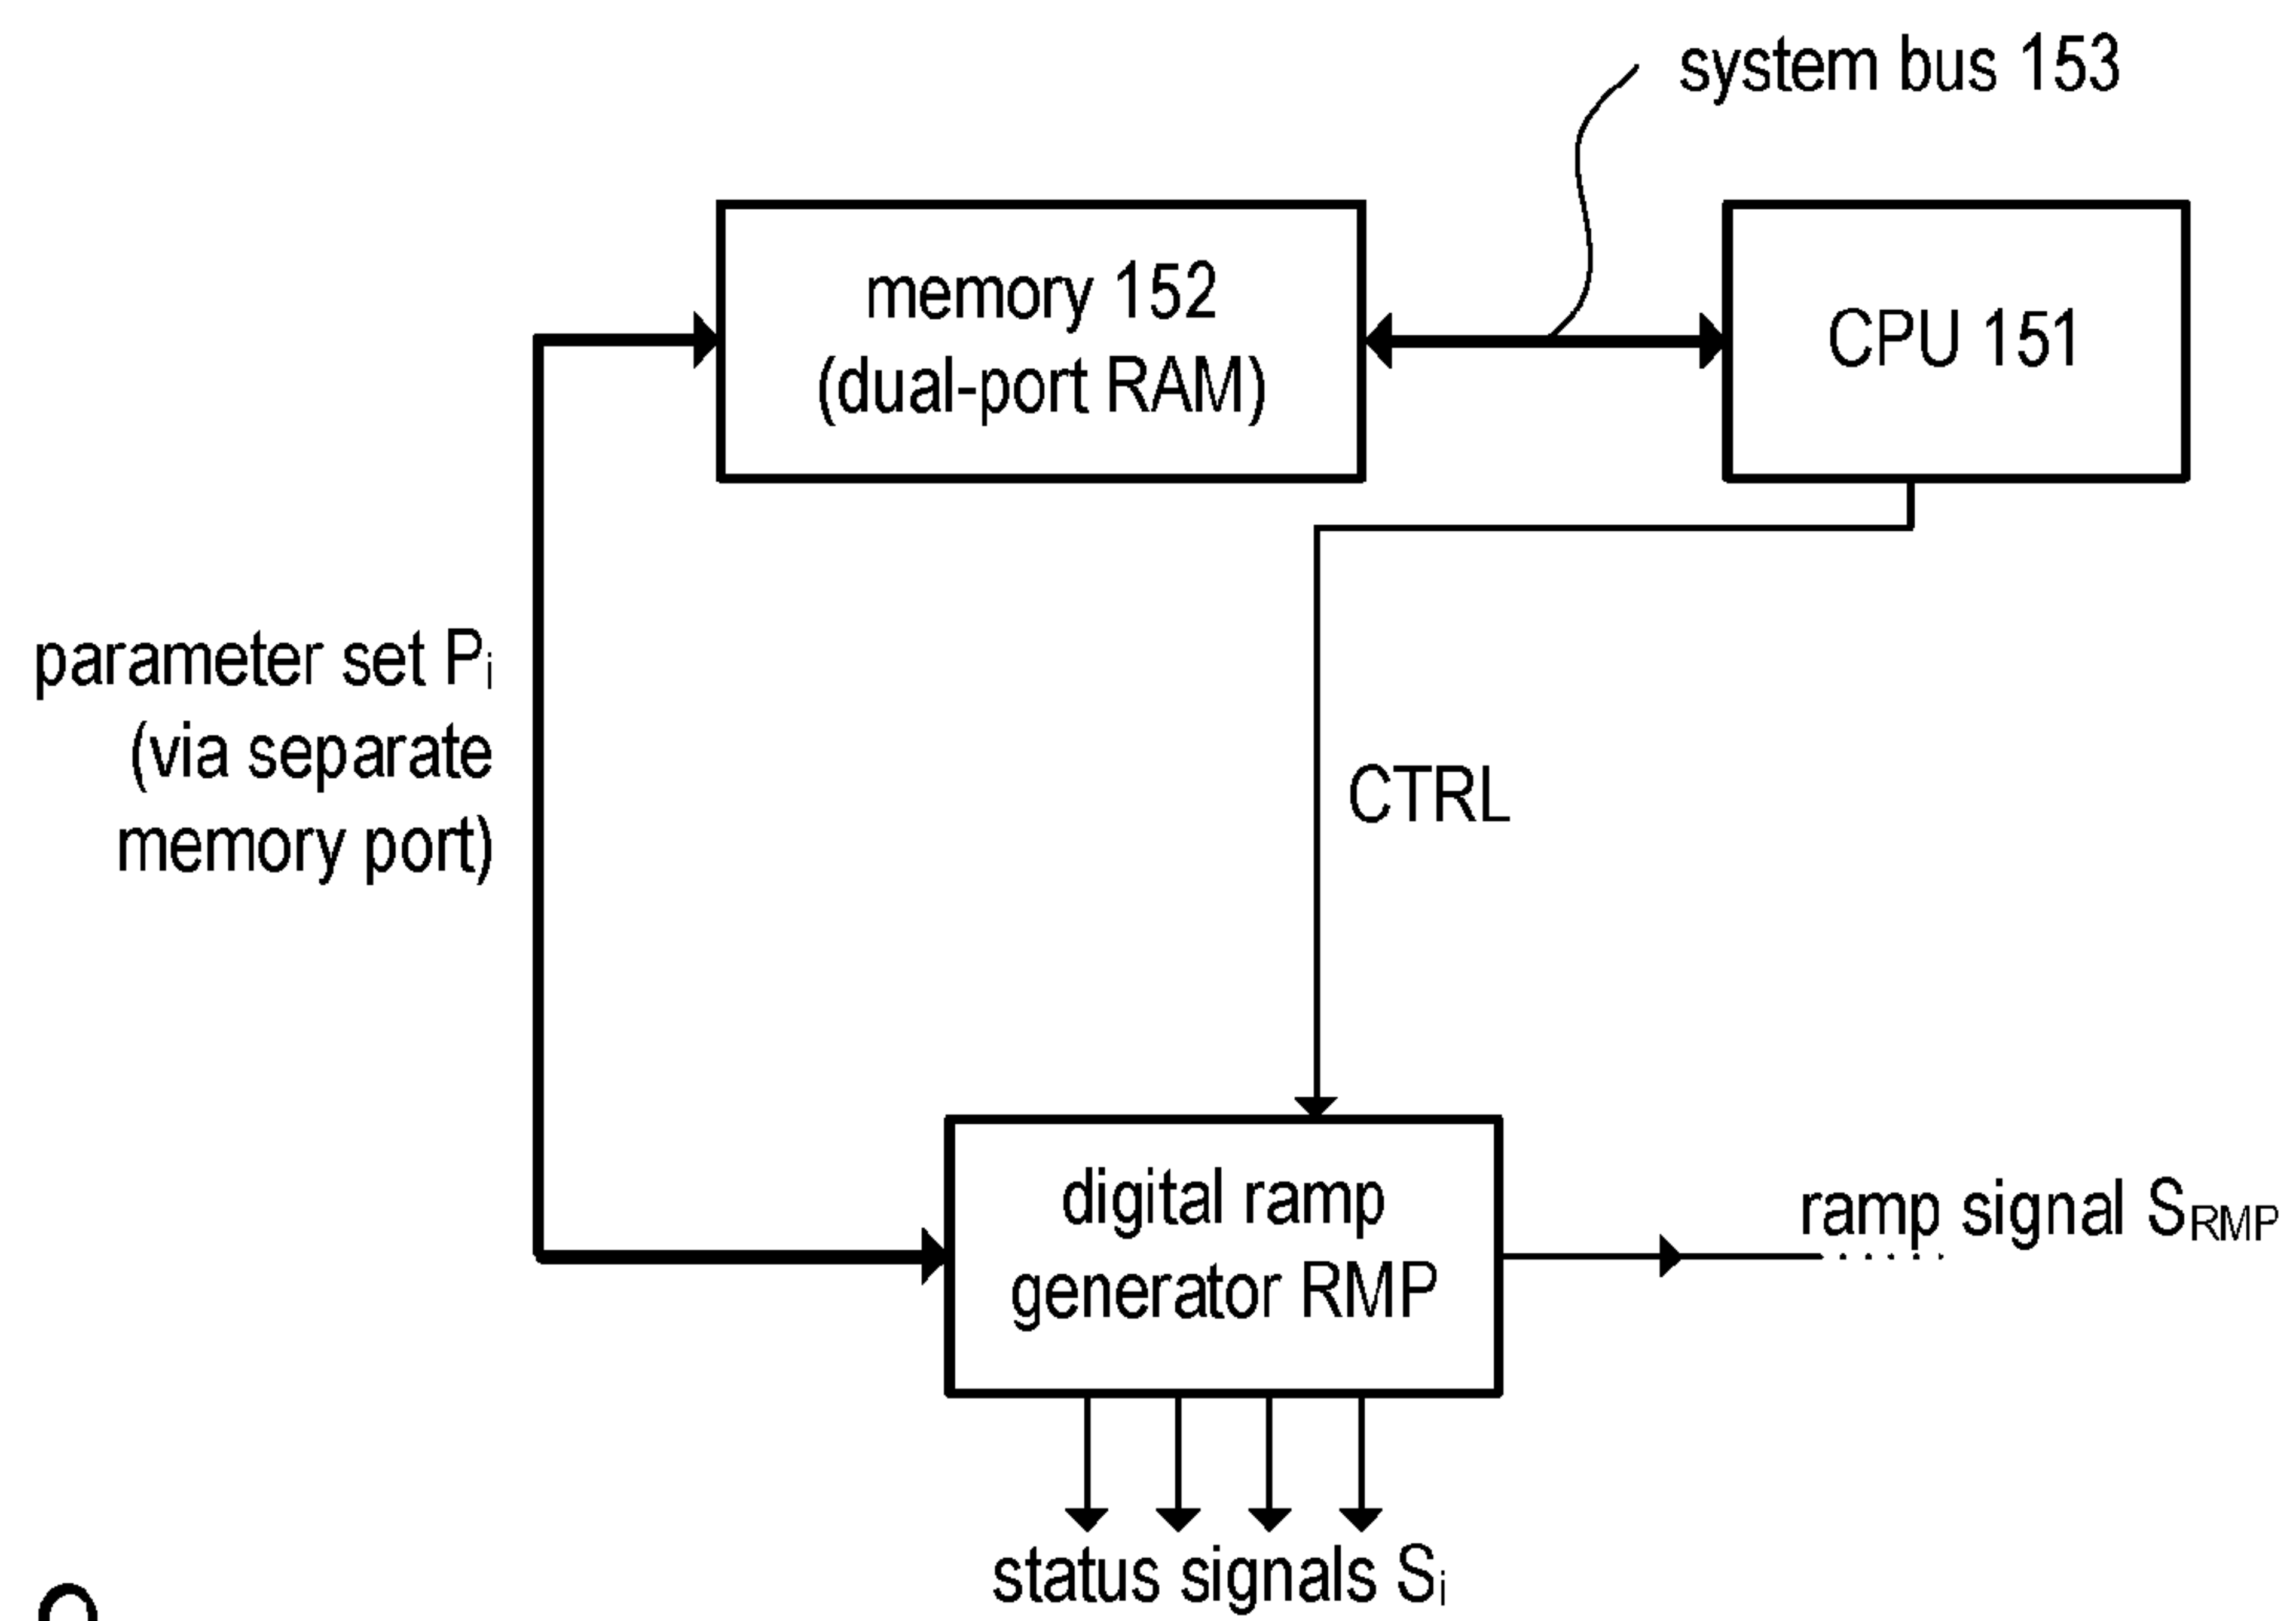 system bus 153
memory 152
(dual-port RAM)
CPU 151
parameter set Pi
(via separate
memory port)
CTRL
digital ramp
generator RMP
ramp signal SRMP
status signals Si